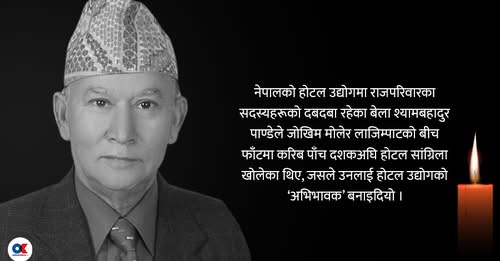 नेपालको होटल उद्योगमा राजपरिवारका
सदस्यहरूको दबदबा रहेका बेला श्यामबहादुर
पाण्डेले जोखिम मोलेर लाजिम्पाटको बीच
फाँटमा करिब पाँच दशकअघि होटल सांग्रिला
खोलेका थिए, जसले उनलाई होटल उद्योगको
‘अभिभावक’ बनाइदियो ।
OK